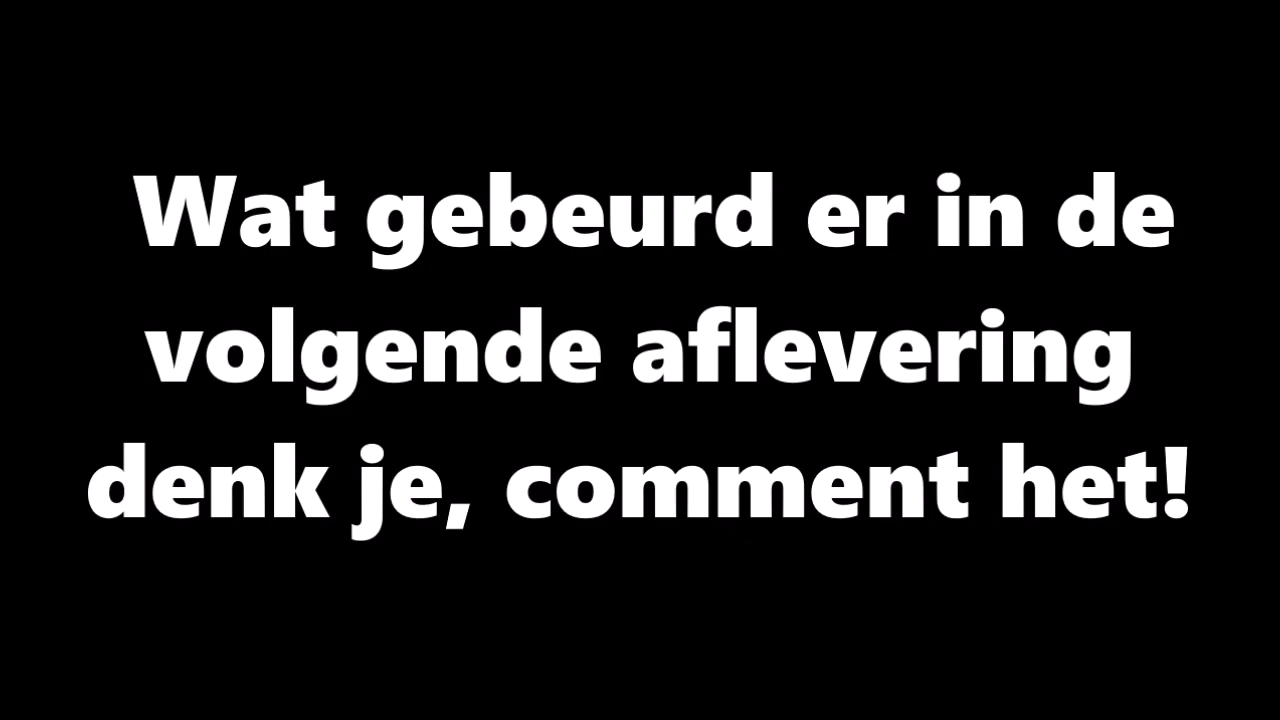 Wat gebeurd er in de
volgende aflevering
denk je, comment het!